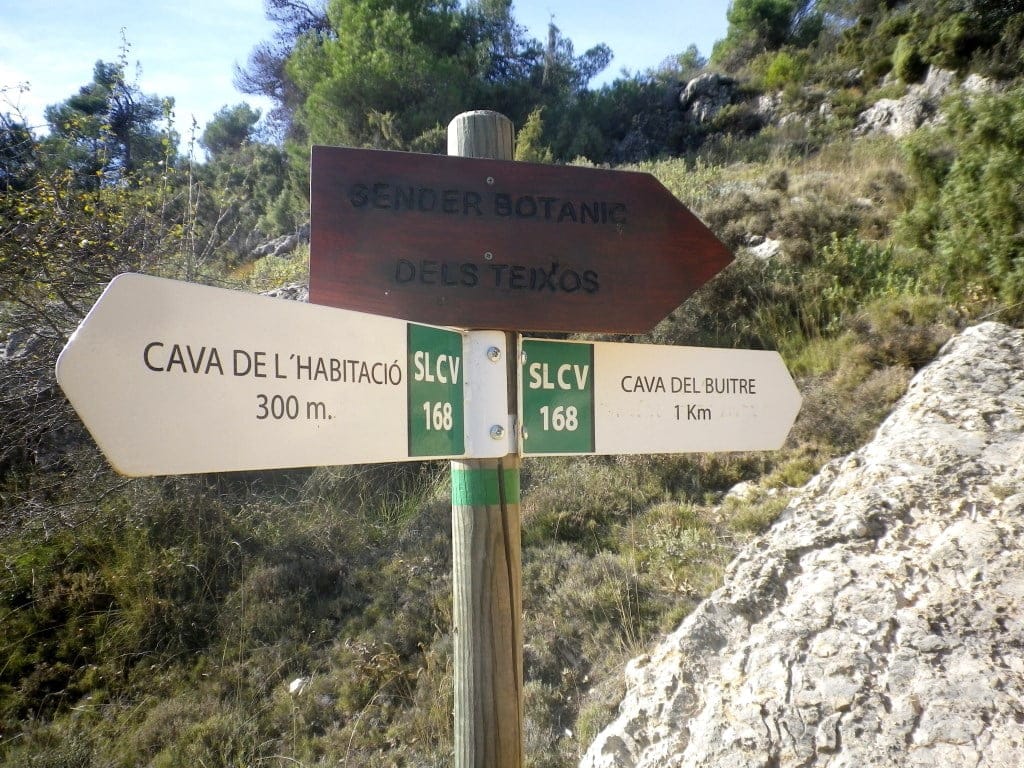 SENDER BOTANIC
DELS TEIXOS
CAVA DE L´HABITACIÓ
300 m.
SLCV
168
SLCV
168
CAVA DEL BUITRE
1 Km